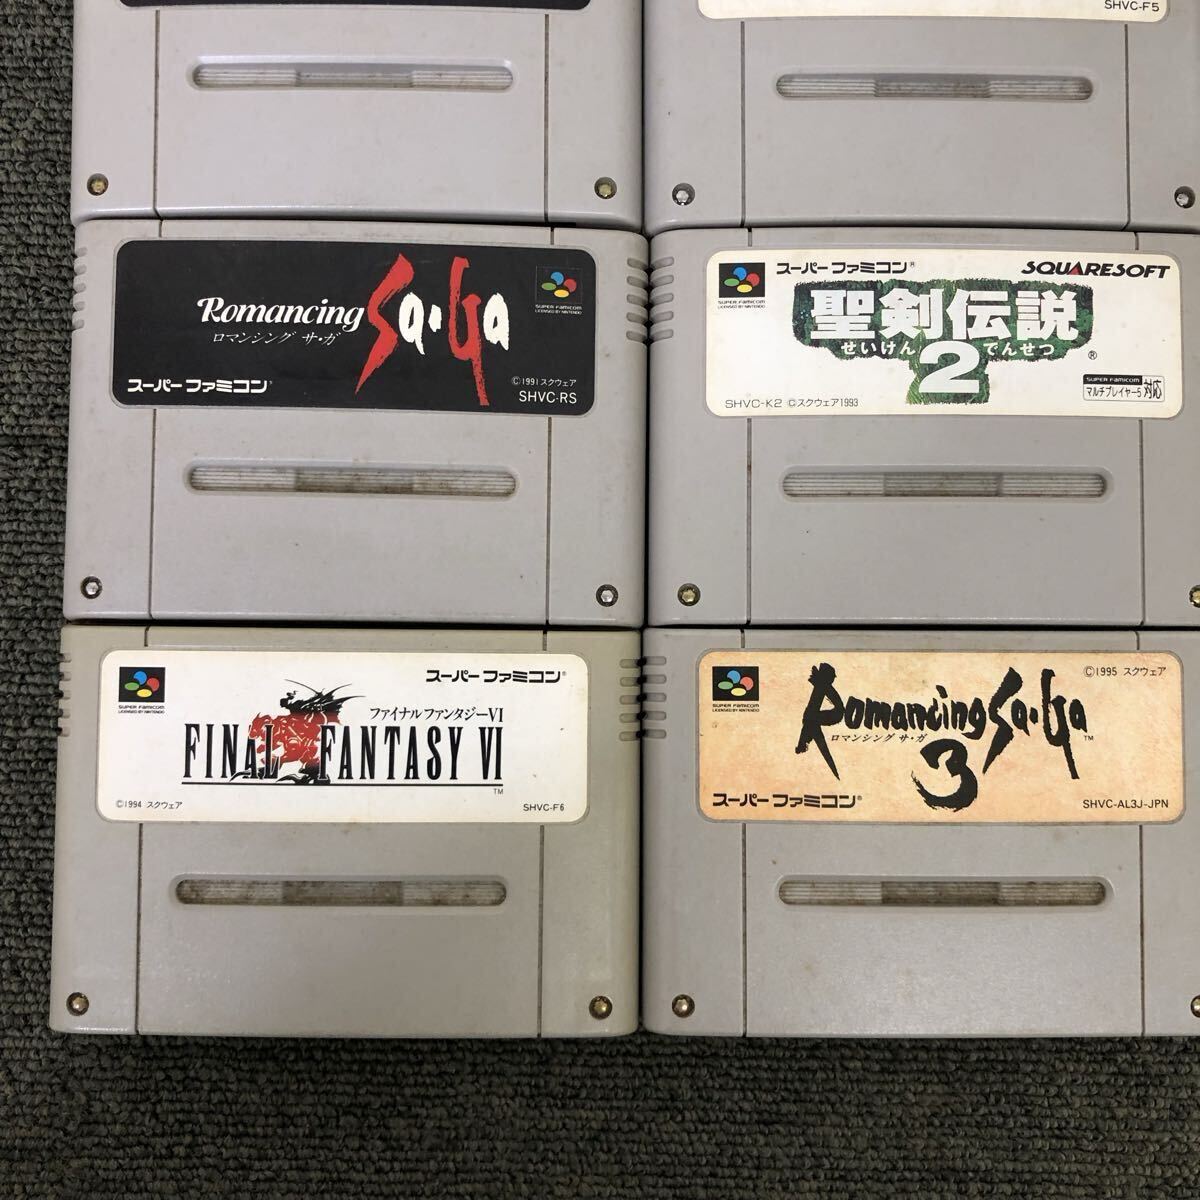 SHVC-F5
Romancing Sa・Ga
ロマンシング サ・ガ
SUPER FAMICOM
LICENSED BY NINTENDO
スーパーファミコン®
©1991 スクウェア
SHVC-RS
SUPER FAMICOM
LICENSED BY NINTENDO
スーパーファミコン®
SQUARESOFT
聖剣伝説
せいけん でんせつ
2
®
SHVC-K2 ©スクウェア1993
SUPER FAMICOM
マルチプレイヤー5 対応
SUPER FAMICOM
LICENSED BY NINTENDO
スーパーファミコン®
ファイナルファンタジーVI
FINAL FANTASY VI
TM
©1994 スクウェア
SHVC-F6
SUPER FAMICOM
LICENSED BY NINTENDO
©1995 スクウェア
Romancing Sa・Ga
ロマンシング サ・ガ
TM
3
スーパーファミコン®
SHVC-AL3J-JPN